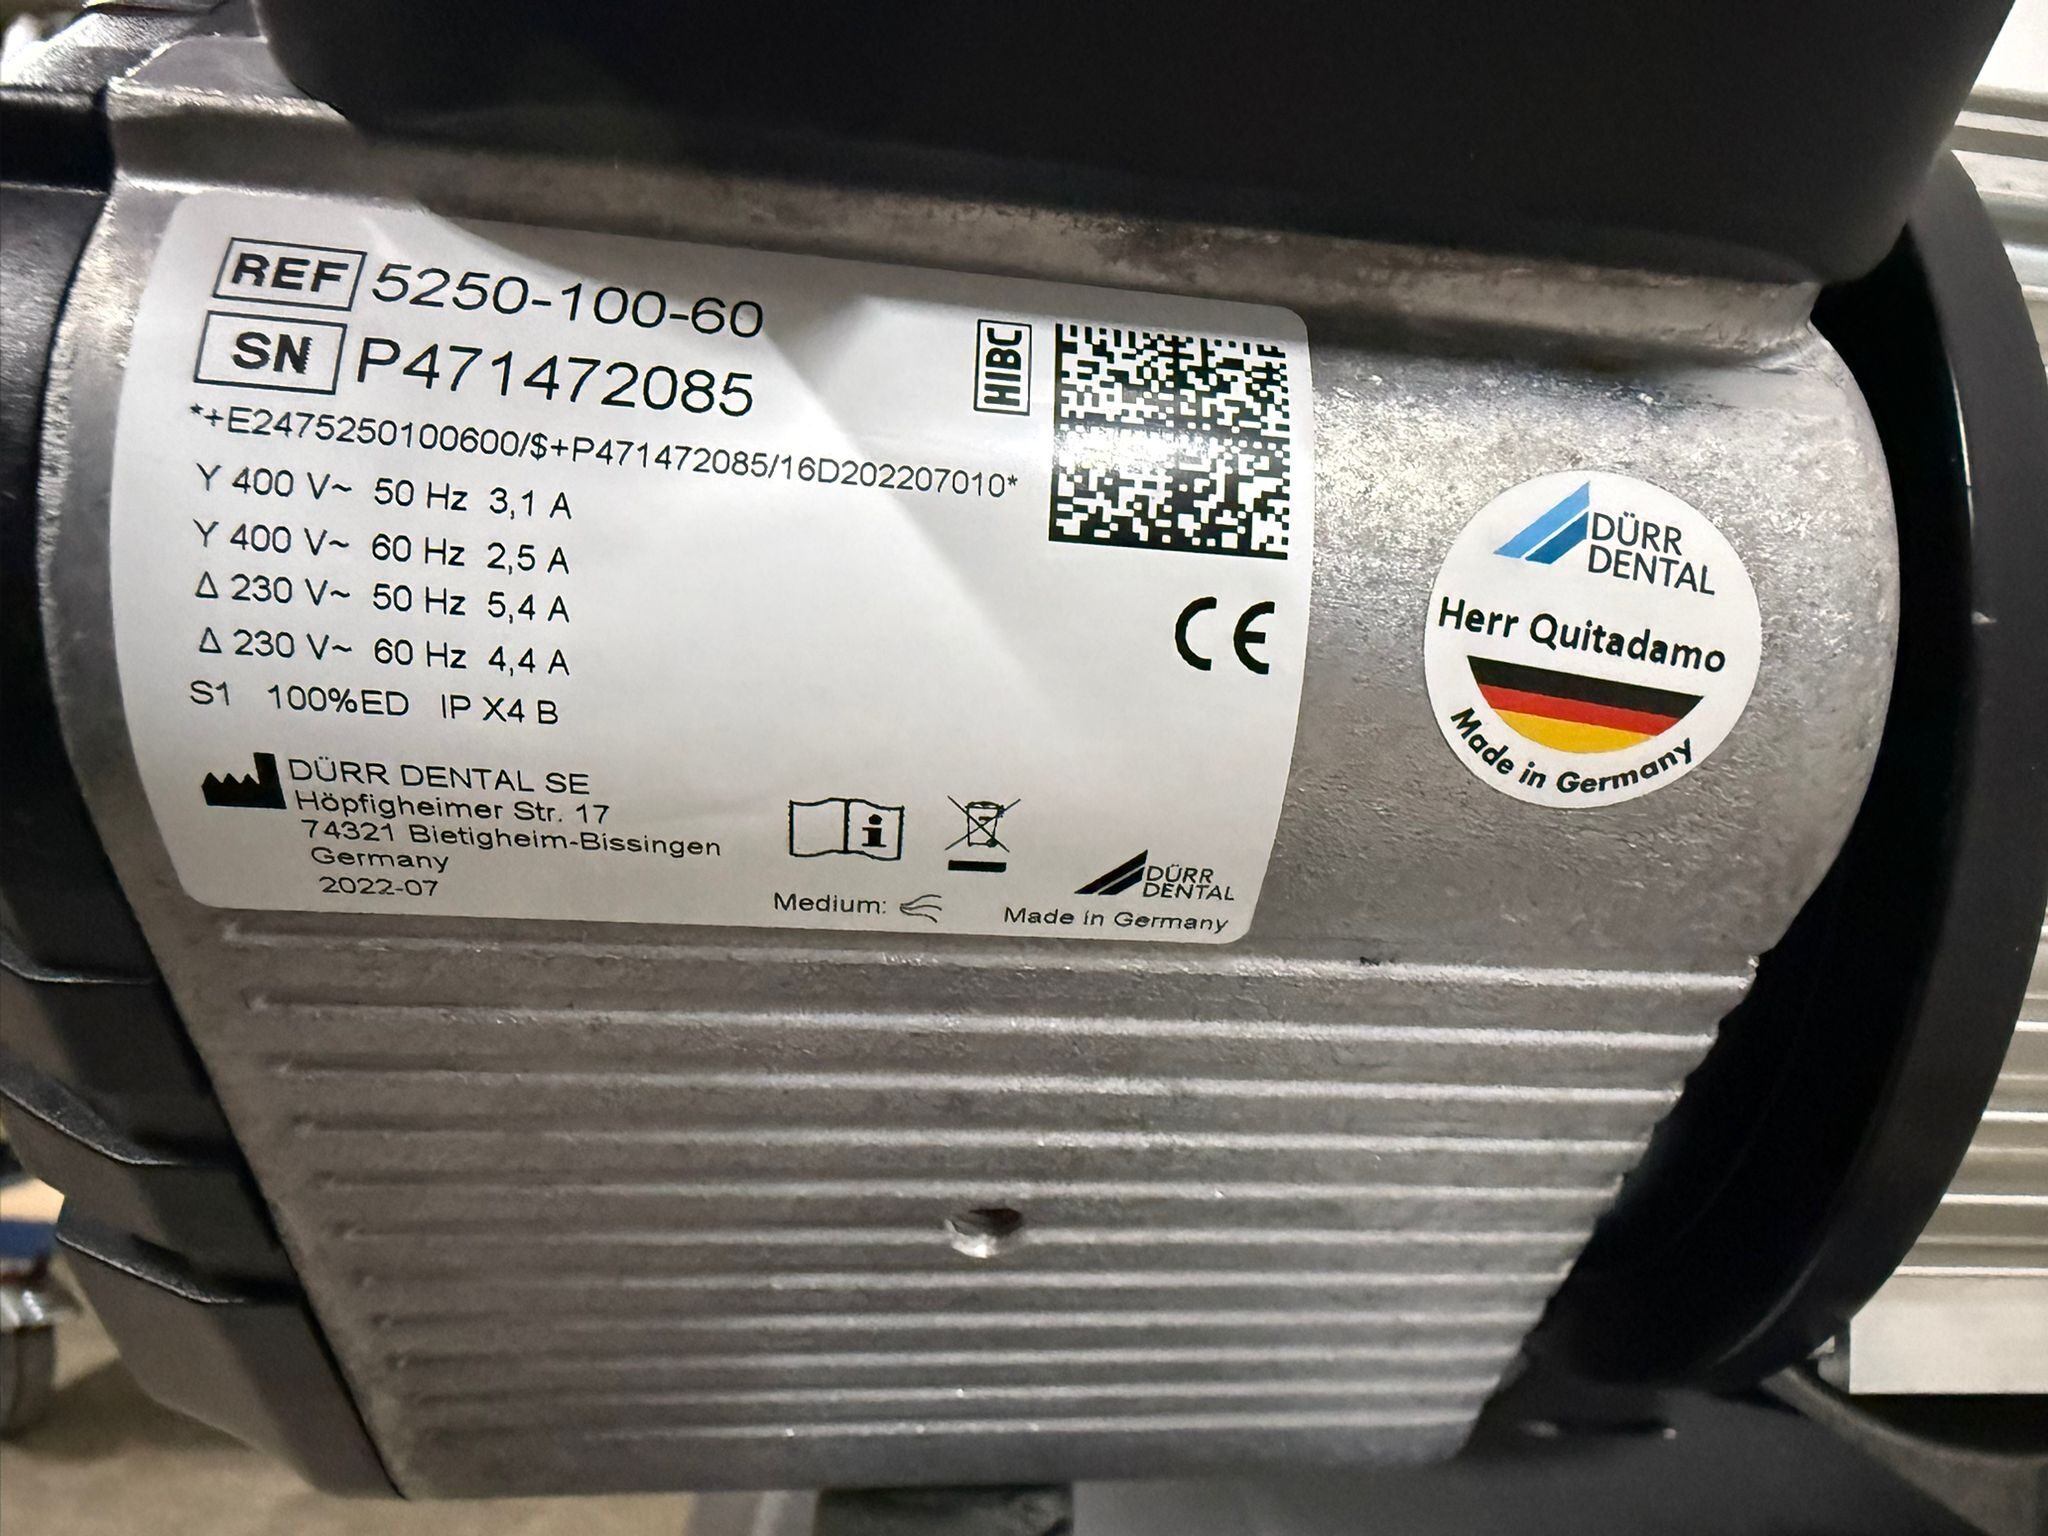 REF 5250-100-60
SN P471472085
*+E2475250100600/$+P471472085/16D202207010*
HIBC
Y 400 V~ 50 Hz 3,1 A
Y 400 V~ 60 Hz 2,5 A
Δ 230 V~ 50 Hz 5,4 A
Δ 230 V~ 60 Hz 4,4 A
S1 100%ED IP X4 B
CE
DÜRR DENTAL SE
Höpfigheimer Str. 17
74321 Bietigheim-Bissingen
Germany
2022-07
i
Medium:
DÜRR
DENTAL
Made in Germany
DÜRR
DENTAL
Herr Quitadamo
Made in Germany